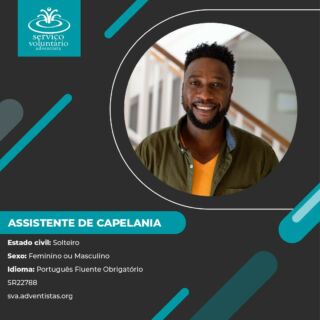 serviço
voluntário
adventista
ASSISTENTE DE CAPELANIA
Estado civil: Solteiro
Sexo: Feminino ou Masculino
Idioma: Português Fluente Obrigatório
SR22788
sva.adventistas.org